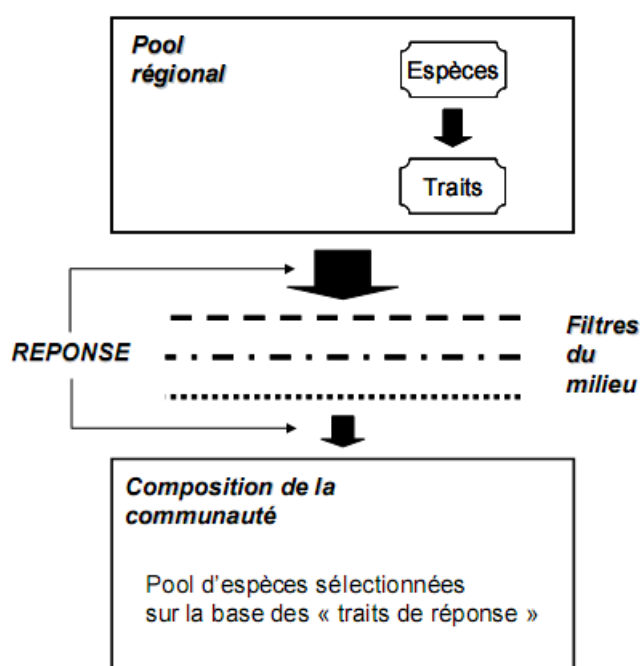 Pool
régional
Espèces
Traits
REPONSE
Filtres
du
milieu
Composition de la
communauté
Pool d'espèces sélectionnées
sur la base des « traits de réponse »